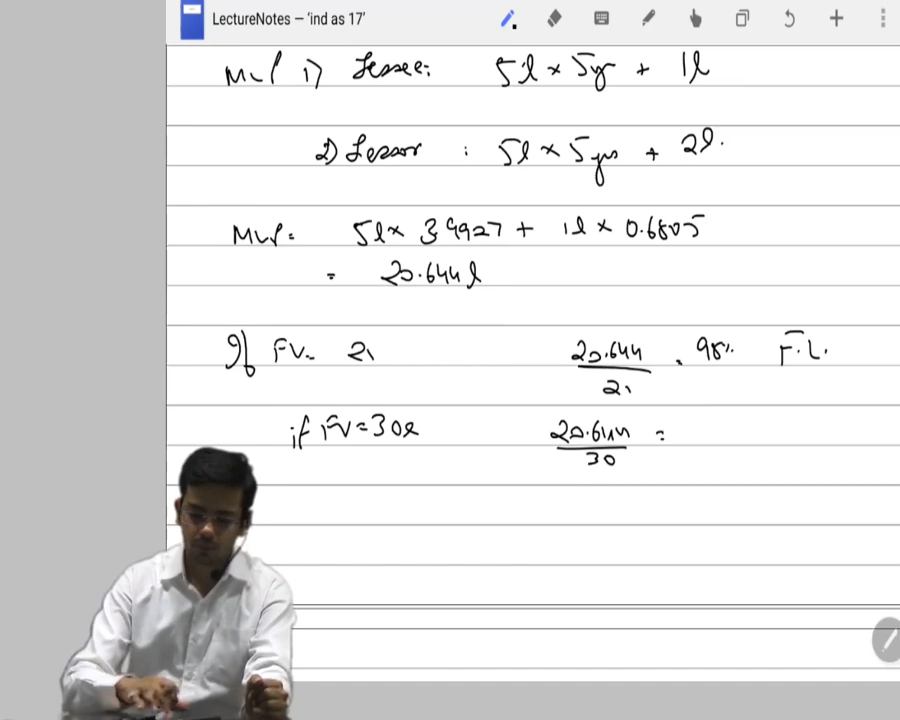 LectureNotes – 'ind as 17'
MLP 1) Lessee: 5l × 5yr + 1l
2) Lessor : 5l × 5yrs + 2l.
MLP = 5l × 3.9927 + 1l × 0.6805
= 20.644l
If FV = 21 20.644/21 = 98% F.L.
if FV = 30l 20.644/30 =